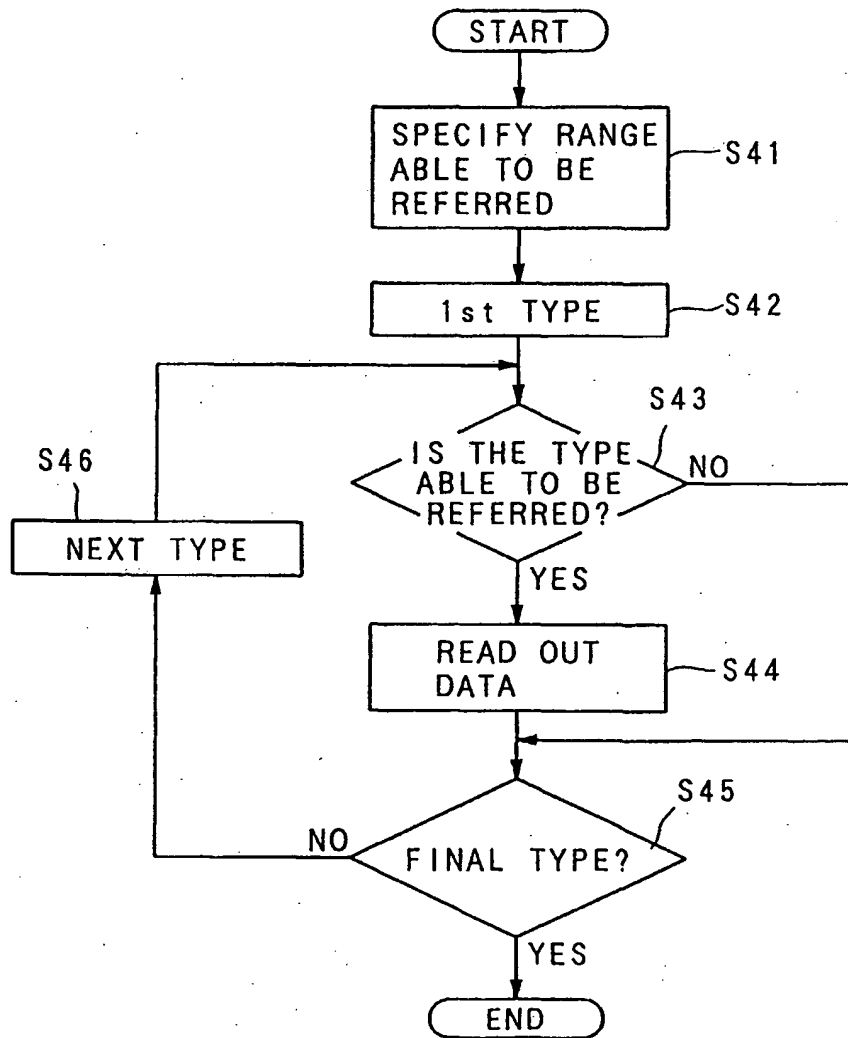 START
SPECIFY RANGE
ABLE TO BE
REFERRED
S41
1st TYPE
S42
S43
IS THE TYPE
ABLE TO BE
REFERRED?
NO
YES
S46
NEXT TYPE
READ OUT
DATA
S44
S45
FINAL TYPE?
NO
YES
END